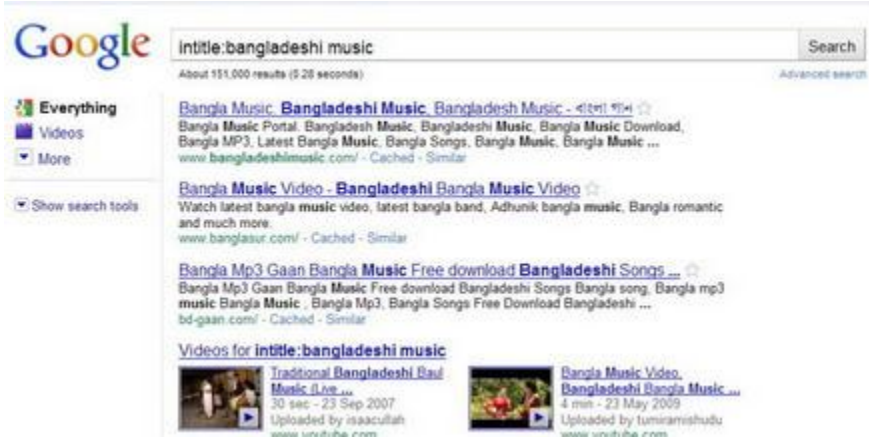 Google
intitle:bangladeshi music
Search
About 151,000 results (0.28 seconds)
Advanced search
Everything
Videos
More
Show search tools
Bangla Music, Bangladeshi Music, Bangladesh Music - বাংলা গান
Bangla Music Portal. Bangladesh Music, Bangladeshi Music, Bangla Music Download,
Bangla MP3, Latest Bangla Music, Bangla Songs, Bangla Music, Bangla Music ...
www.bangladeshimusic.com/ - Cached - Similar
Bangla Music Video - Bangladeshi Bangla Music Video
Watch latest bangla music video, latest bangla band, Adhunik bangla music, Bangla romantic
and much more.
www.banglasur.com/ - Cached - Similar
Bangla Mp3 Gaan Bangla Music Free download Bangladeshi Songs ...
Bangla Mp3 Gaan Bangla Music Free download Bangladeshi Songs Bangla song, Bangla mp3
music Bangla Music , Bangla Mp3, Bangla Songs Free Download Bangladeshi ...
bd-gaan.com/ - Cached - Similar
Videos for intitle:bangladeshi music
Traditional Bangladeshi Baul
Music (Live ...
30 sec - 23 Sep 2007
Uploaded by isaacullah
www.youtube.com
Bangla Music Video,
Bangladeshi Bangla Music ...
4 min - 23 May 2009
Uploaded by tumiramishudu
www.youtube.com